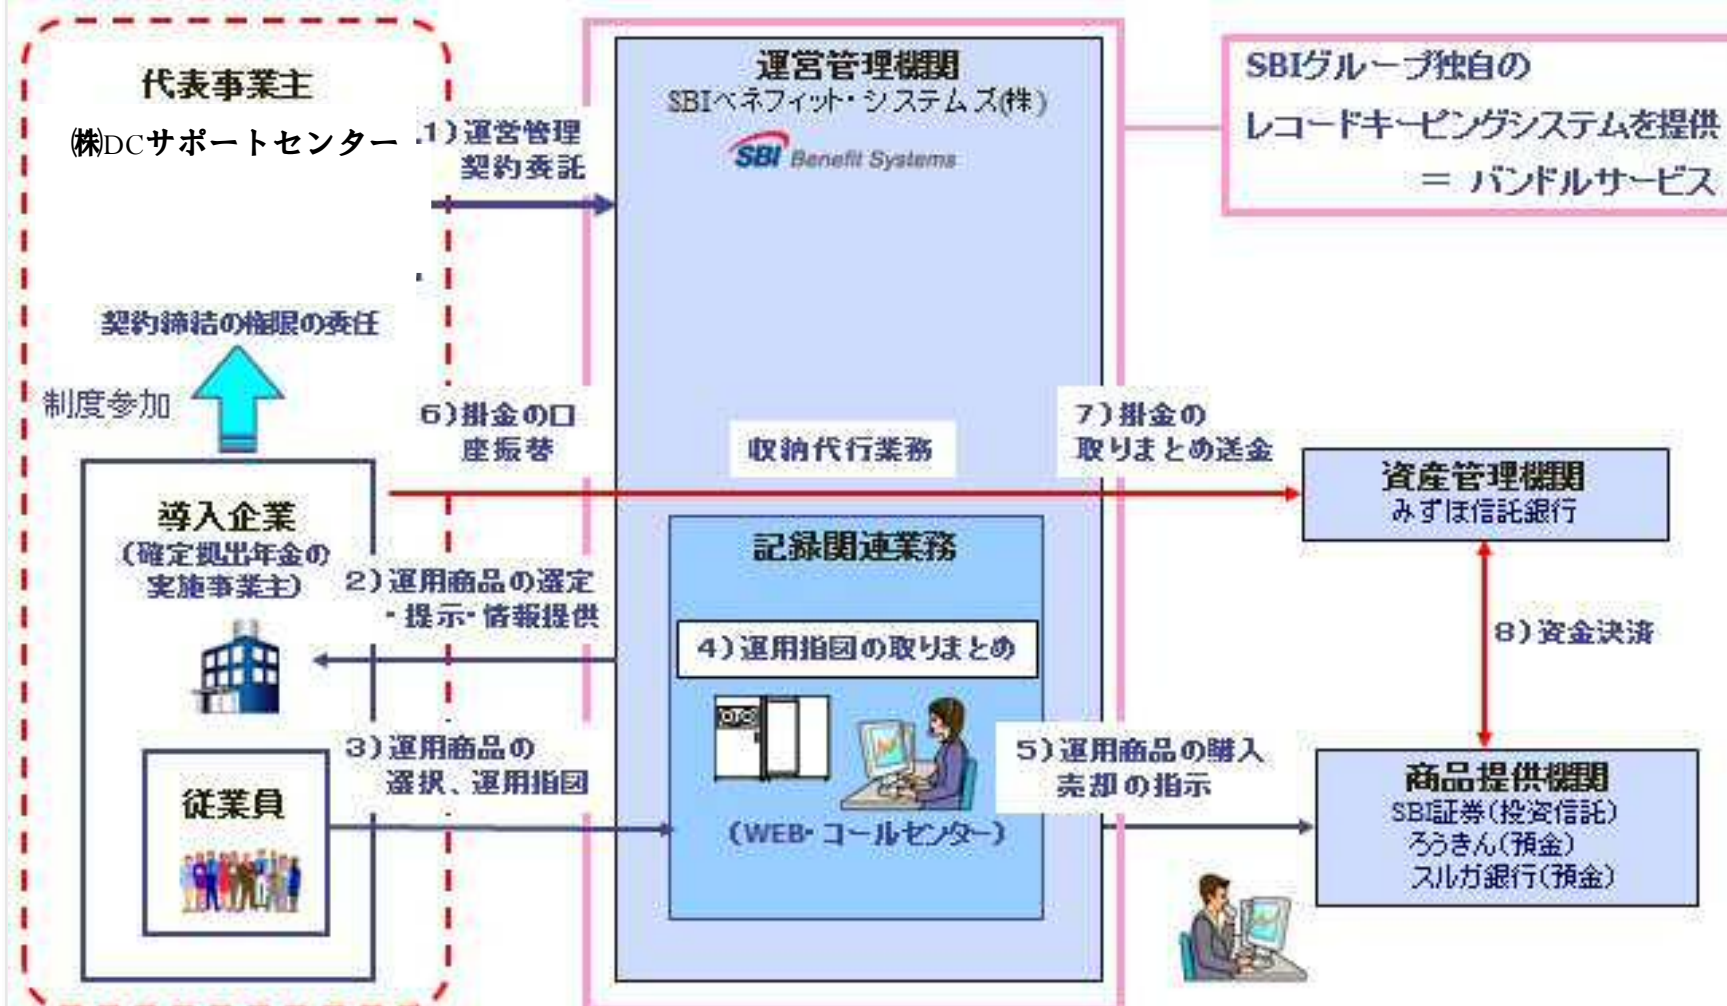 代表事業主
㈱DCサポートセンター
1）運営管理
契約委託
契約締結の権限の委任
制度参加
導入企業
（確定拠出年金の
実施事業主）
従業員
6）掛金の口
座振替
2）運用商品の選定
・提示・情報提供
3）運用商品の
選択、運用指図
運営管理機関
SBIベネフィット・システムズ(株)
SBI Benefit Systems
収納代行業務
記録関連業務
4）運用指図の取りまとめ
（WEB・コールセンター）
SBIグループ独自の
レコードキーピングシステムを提供
＝ バンドルサービス
7）掛金の
取りまとめ送金
資産管理機関
みずほ信託銀行
8）資金決済
5）運用商品の購入
売却の指示
商品提供機関
SBI証券(投資信託)
ろうきん(預金)
スルガ銀行(預金)